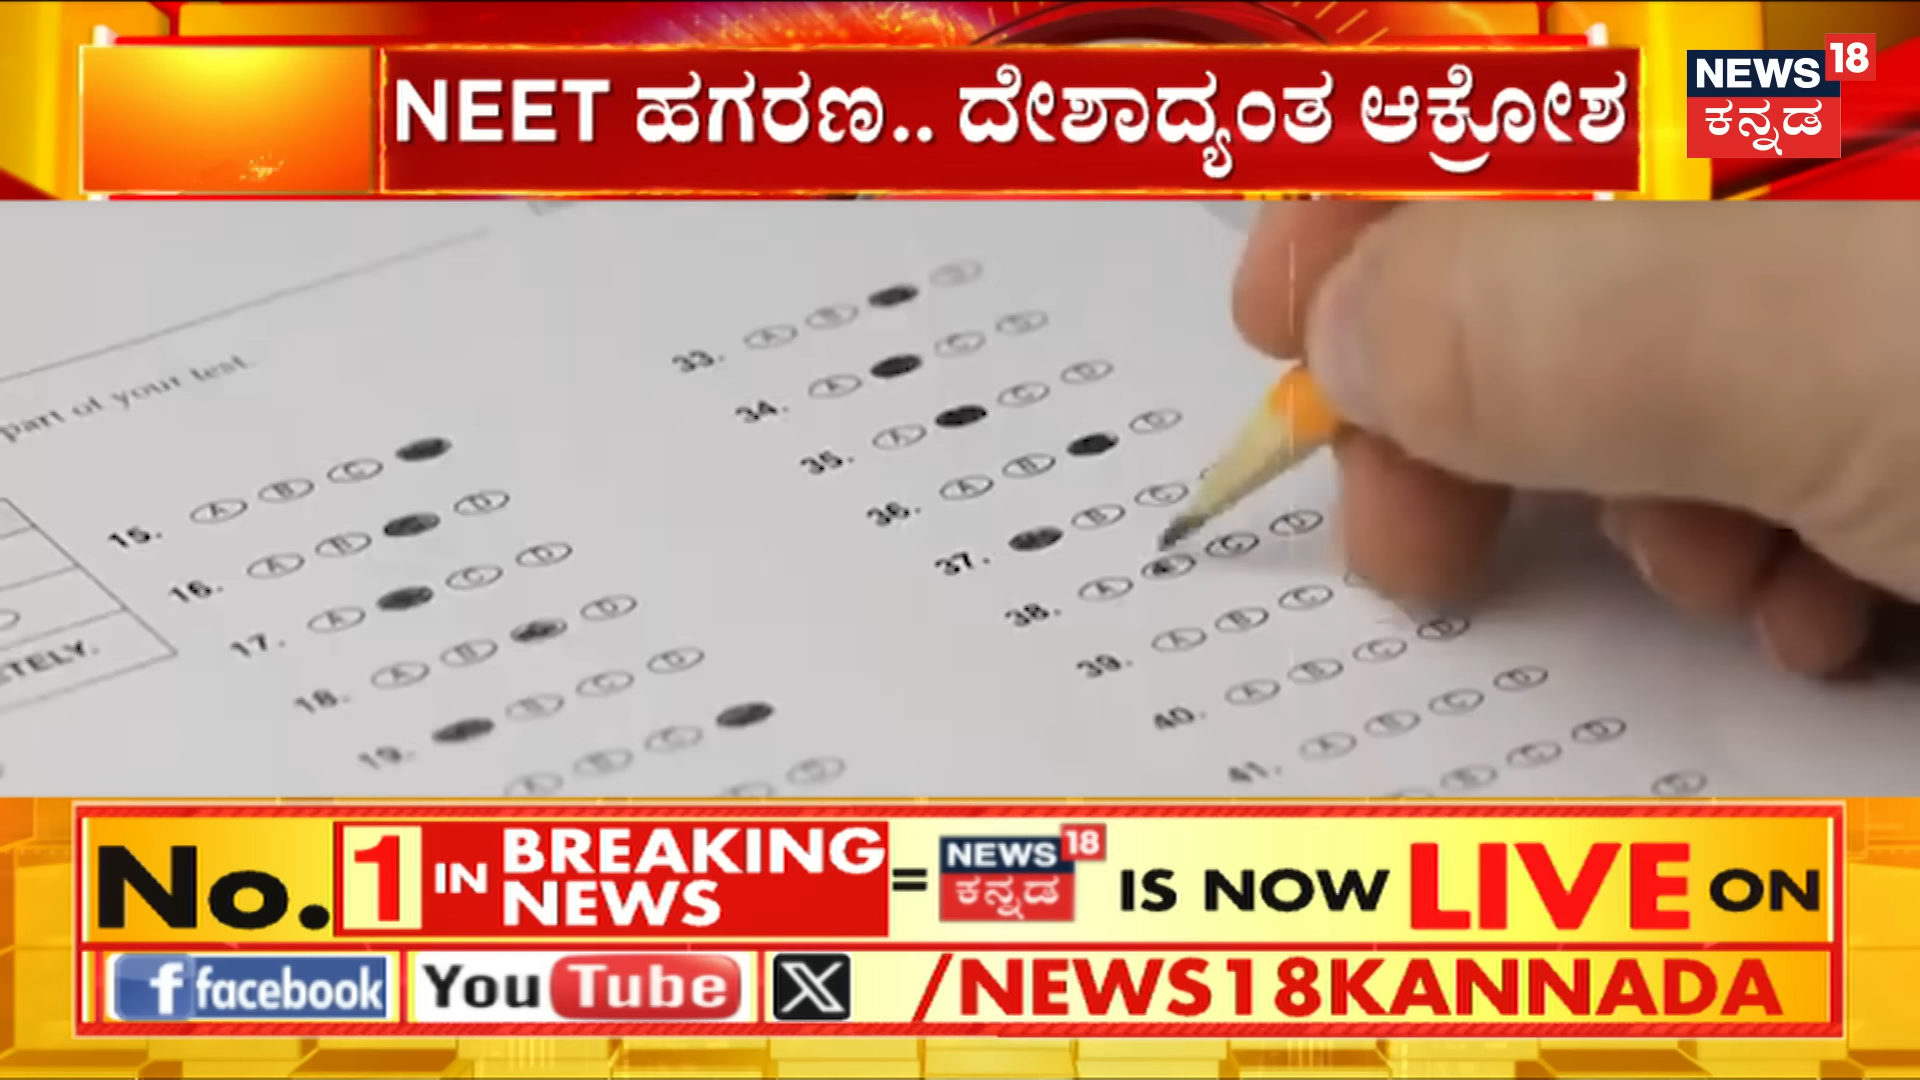 NEET ಹಗರಣ.. ದೇಶಾದ್ಯಂತ ಆಕ್ರೋಶ
NEWS 18
ಕನ್ನಡ
part of your test.
TELY.
15. A B C
16. A B D
17. A C D
18. A B D
19. B C D
A B C
D
33. A B D
34. A C D
35. A C D
36. A B D
37. B C
38. A B C D
39. A B C
40. A B C D
41. A B C D
B C D
D
No. 1 IN BREAKING NEWS = NEWS 18 ಕನ್ನಡ IS NOW LIVE ON
facebook YouTube X /NEWS18KANNADA